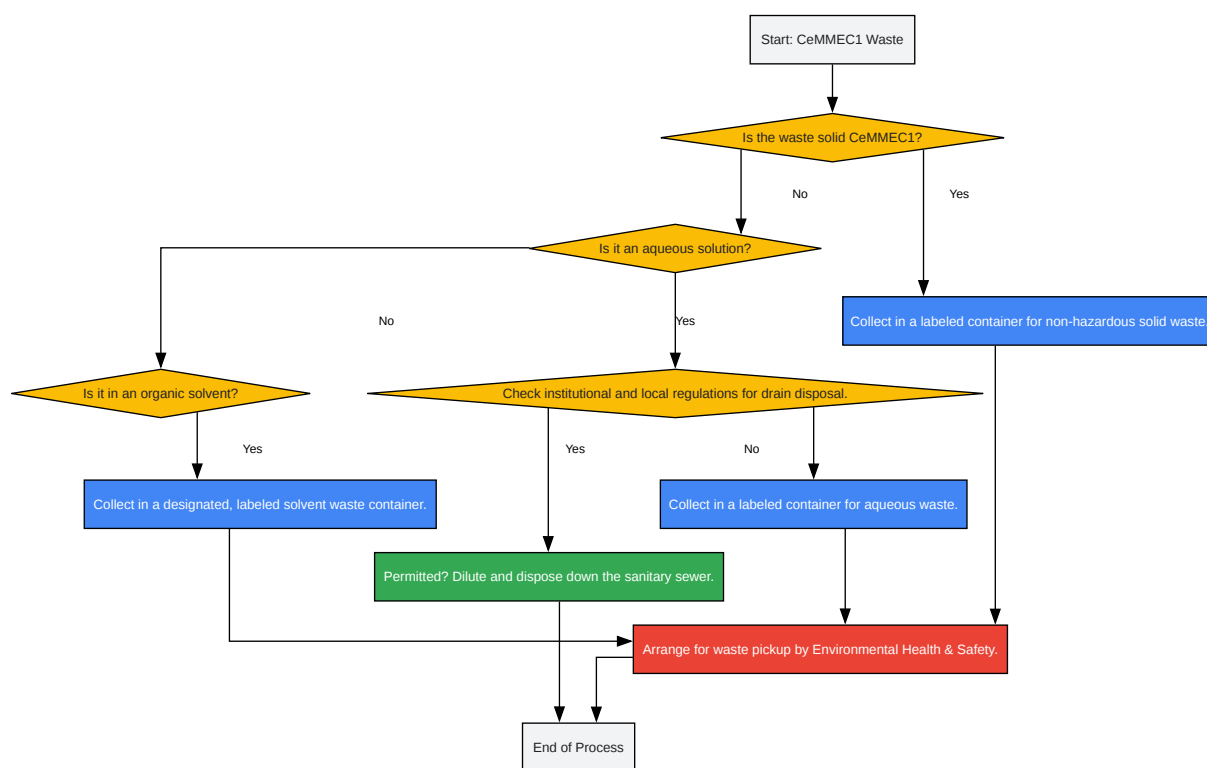 Start: CeMMEC1 Waste
Is the waste solid CeMMEC1?
No
Yes
Is it an aqueous solution?
No
Yes
Collect in a labeled container for non-hazardous solid waste.
Is it in an organic solvent?
Check institutional and local regulations for drain disposal.
Yes
Yes
No
Collect in a designated, labeled solvent waste container.
Collect in a labeled container for aqueous waste.
Permitted? Dilute and dispose down the sanitary sewer.
Arrange for waste pickup by Environmental Health & Safety.
End of Process